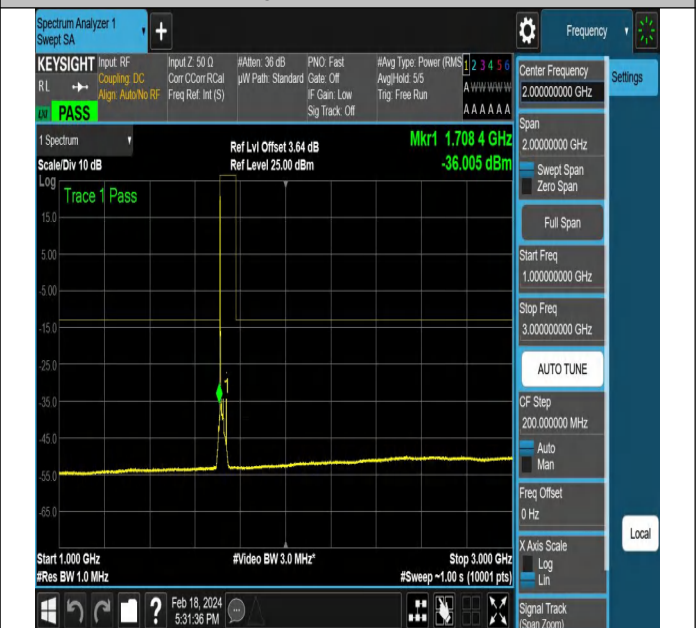 Spectrum Analyzer 1
Swept SA
Frequency
KEYSIGHT
RL
PASS
Input: RF
Coupling: DC
Align: Auto/No RF
Input Z: 50 Ω
Corr CCorr RCal
Freq Ref: Int (S)
#Atten: 36 dB
µW Path: Standard
PNO: Fast
Gate: Off
IF Gain: Low
Sig Track: Off
#Avg Type: Power (RMS
Avg|Hold: 5/5
Trig: Free Run
1 2 3 4 5 6
A W W W W W
A A A A A A
1 Spectrum
Scale/Div 10 dB
Ref Lvl Offset 3.64 dB
Ref Level 25.00 dBm
Mkr1 1.708 4 GHz
-36.005 dBm
Log
Trace 1 Pass
15.0
5.00
-5.00
-15.0
-25.0
1
-35.0
-45.0
-55.0
-65.0
Start 1.000 GHz
#Video BW 3.0 MHz*
Stop 3.000 GHz
#Res BW 1.0 MHz
#Sweep ~1.00 s (10001 pts)
Feb 18, 2024
5:31:36 PM
Center Frequency
2.000000000 GHz
Settings
Span
2.00000000 GHz
Swept Span
Zero Span
Full Span
Start Freq
1.000000000 GHz
Stop Freq
3.000000000 GHz
AUTO TUNE
CF Step
200.000000 MHz
Auto
Man
Freq Offset
0 Hz
Local
X Axis Scale
Log
Lin
Signal Track
(Span Zoom)